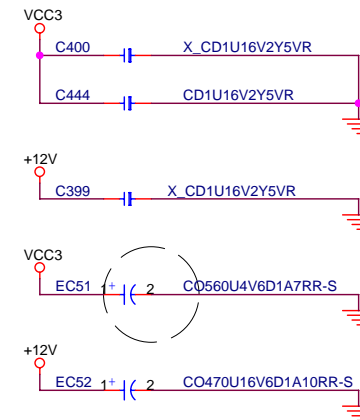 VCC3
C400 X_CD1U16V2Y5VR
C444 CD1U16V2Y5VR
+12V
C399 X_CD1U16V2Y5VR
VCC3
EC51 1 + 2 CO560U4V6D1A7RR-S
+12V
EC52 1 + 2 CO470U16V6D1A10RR-S